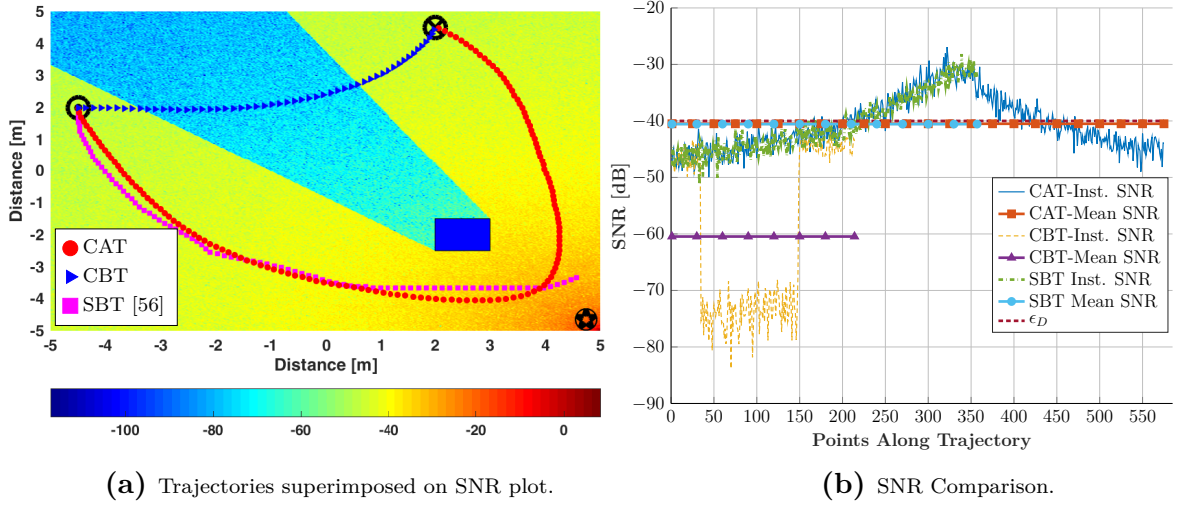 5
4
3
2
1
0
-1
-2
-3
-4
-5
Distance [m]
CAT
CBT
SBT [56]
-5 -4 -3 -2 -1 0 1 2 3 4 5
Distance [m]
-100 -80 -60 -40 -20 0
(a) Trajectories superimposed on SNR plot.
−20
−30
−40
−50
−60
−70
−80
−90
SNR [dB]
CAT-Inst. SNR
CAT-Mean SNR
CBT-Inst. SNR
CBT-Mean SNR
SBT Inst. SNR
SBT Mean SNR
ϵD
0 50 100 150 200 250 300 350 400 450 500 550
Points Along Trajectory
(b) SNR Comparison.